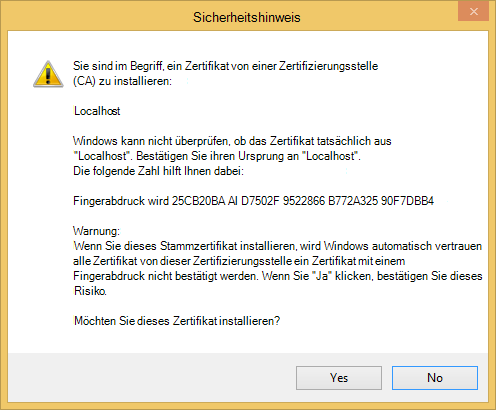 Sicherheitshinweis
Sie sind im Begriff, ein Zertifikat von einer Zertifizierungsstelle
(CA) zu installieren:
Localhost
Windows kann nicht überprüfen, ob das Zertifikat tatsächlich aus
"Localhost". Bestätigen Sie ihren Ursprung an "Localhost".
Die folgende Zahl hilft Ihnen dabei:
Fingerabdruck wird 25CB20BA AI D7502F 9522866 B772A325 90F7DBB4
Warnung:
Wenn Sie dieses Stammzertifikat installieren, wird Windows automatisch vertrauen
alle Zertifikat von dieser Zertifizierungsstelle ein Zertifikat mit einem
Fingerabdruck nicht bestätigt werden. Wenn Sie "Ja" klicken, bestätigen Sie dieses
Risiko.
Möchten Sie dieses Zertifikat installieren?
Yes
No